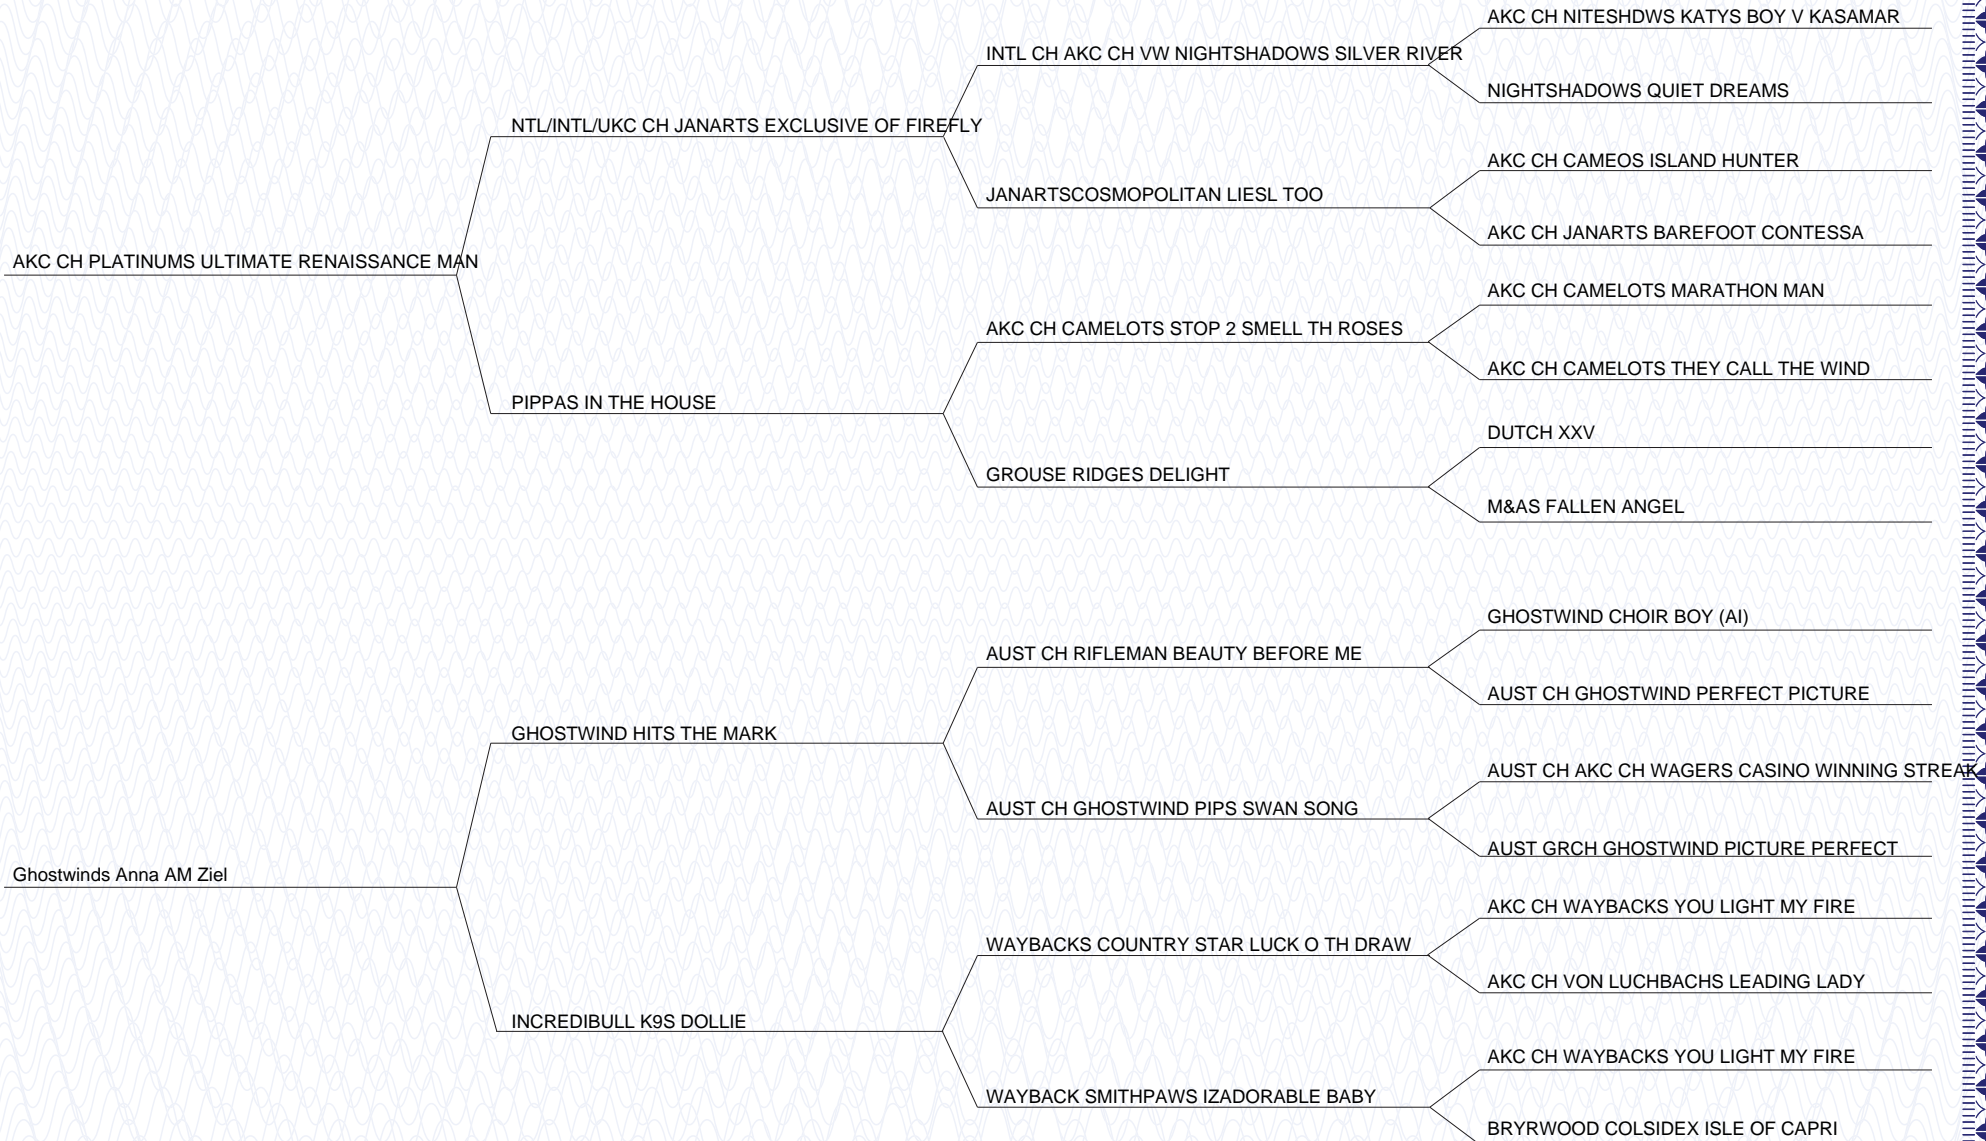 AKC CH NITESHDWS KATYS BOY V KASAMAR
INTL CH AKC CH VW NIGHTSHADOWS SILVER RIVER
NIGHTSHADOWS QUIET DREAMS
NTL/INTL/UKC CH JANARTS EXCLUSIVE OF FIREFLY
AKC CH CAMEOS ISLAND HUNTER
JANARTSCOSMOPOLITAN LIESL TOO
AKC CH JANARTS BAREFOOT CONTESSA
AKC CH PLATINUMS ULTIMATE RENAISSANCE MAN
AKC CH CAMELOTS MARATHON MAN
AKC CH CAMELOTS STOP 2 SMELL TH ROSES
AKC CH CAMELOTS THEY CALL THE WIND
PIPPAS IN THE HOUSE
DUTCH XXV
GROUSE RIDGES DELIGHT
M&AS FALLEN ANGEL
GHOSTWIND CHOIR BOY (AI)
AUST CH RIFLEMAN BEAUTY BEFORE ME
AUST CH GHOSTWIND PERFECT PICTURE
GHOSTWIND HITS THE MARK
AUST CH AKC CH WAGERS CASINO WINNING STREAK
AUST CH GHOSTWIND PIPS SWAN SONG
AUST GRCH GHOSTWIND PICTURE PERFECT
Ghostwinds Anna AM Ziel
AKC CH WAYBACKS YOU LIGHT MY FIRE
WAYBACKS COUNTRY STAR LUCK O TH DRAW
AKC CH VON LUCHBACHS LEADING LADY
INCREDIBULL K9S DOLLIE
AKC CH WAYBACKS YOU LIGHT MY FIRE
WAYBACK SMITHPAWS IZADORABLE BABY
BRYRWOOD COLSIDEX ISLE OF CAPRI